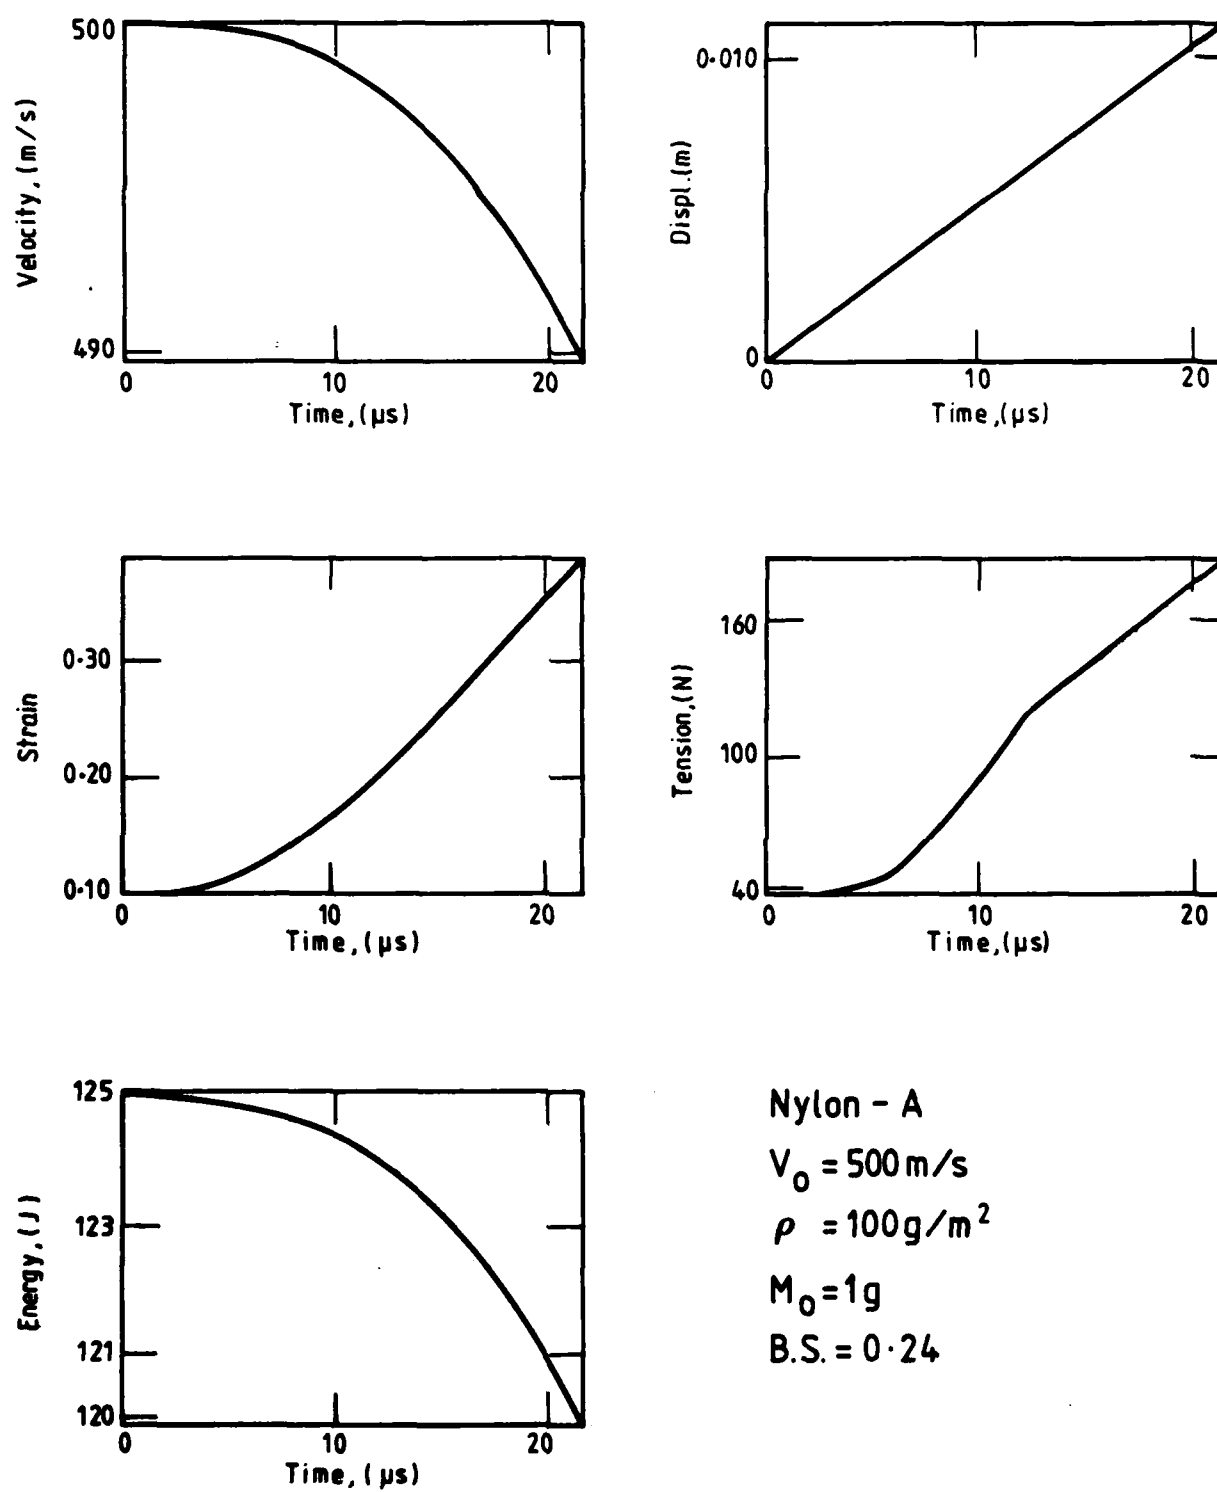 500
490
Velocity, (m/s)
0 10 20
Time, (μs)
0·010
0
Displ. (m)
0 10 20
Time, (μs)
0·30
0·20
0·10
Strain
0 10 20
Time, (μs)
160
100
40
Tension, (N)
0 10 20
Time, (μs)
125
123
121
120
Energy, (J)
0 10 20
Time, (μs)
Nylon - A
V₀ = 500 m/s
ρ = 100 g/m²
M₀ = 1g
B.S. = 0·24